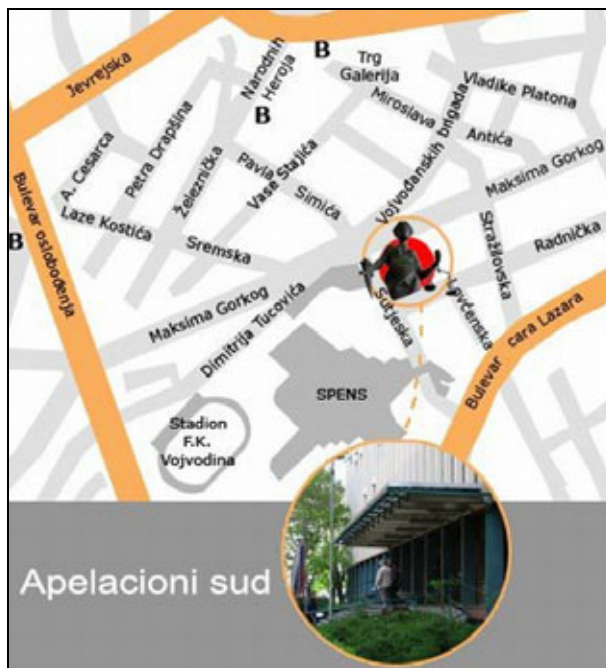 Jevrejska
Narodnih
Heroja
B
Trg
Galerija
Vladike Platona
Miroslava
Antića
Vojvođanskih brigada
B
A. Cesarca
Petra Drapšina
Železnička
Pavla
Simića
Vase Stajića
Maksima Gorkog
Bulevar oslobođenja
Laze Kostića
Sremska
B
Stražilovska
Radnička
Maksima Gorkog
Dimitrija Tucovića
Sutjeska
Lovćenska
Bulevar cara Lazara
SPENS
Stadion
F.K.
Vojvodina
Apelacioni sud